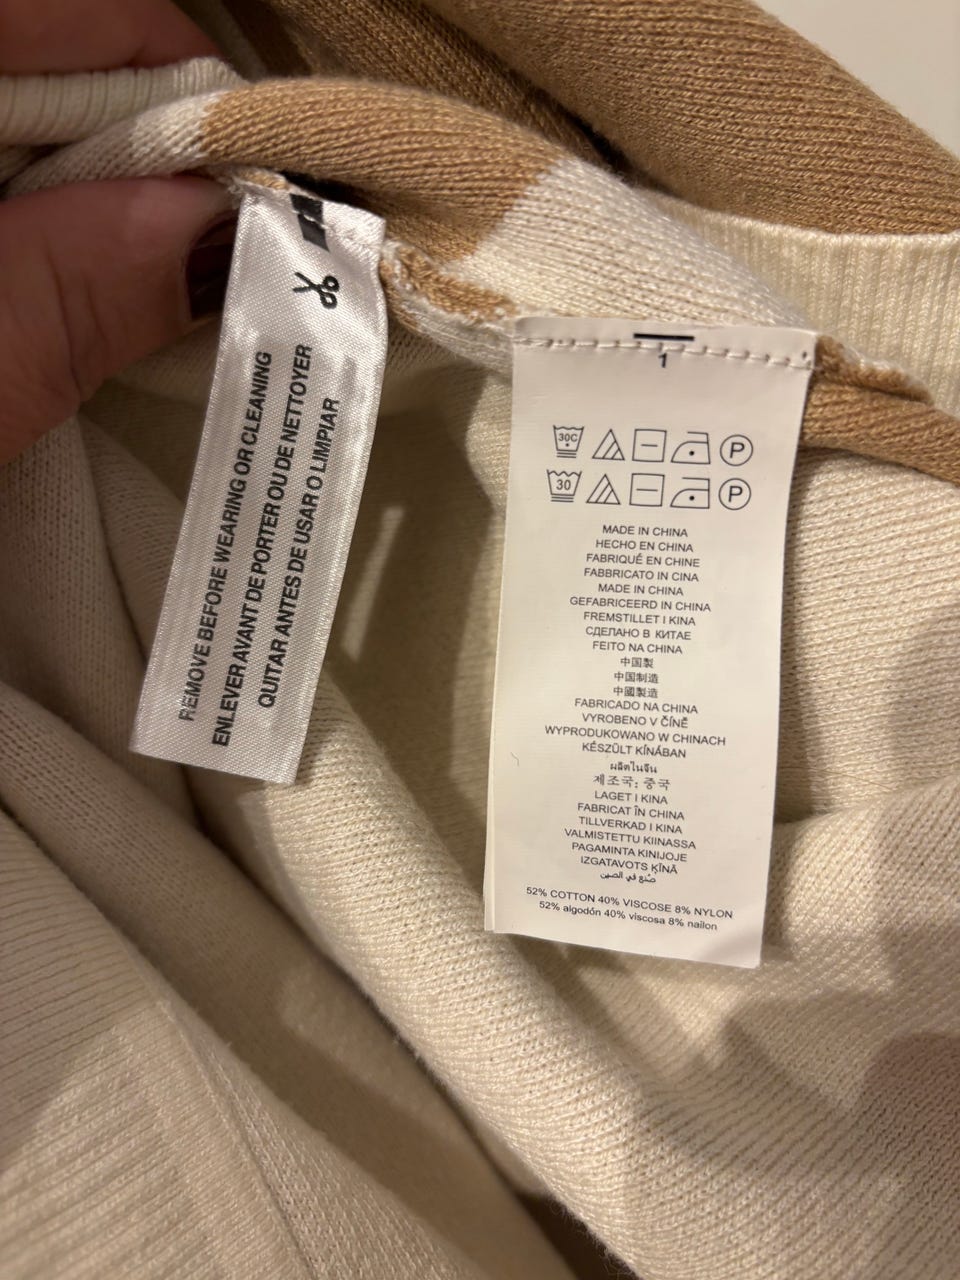 REMOVE BEFORE WEARING OR CLEANING
ENLEVER AVANT DE PORTER OU DE NETTOYER
QUITAR ANTES DE USAR O LIMPIAR
1
30C P
30 P
MADE IN CHINA
HECHO EN CHINA
FABRIQUÉ EN CHINE
FABBRICATO IN CINA
MADE IN CHINA
GEFABRICEERD IN CHINA
FREMSTILLET I KINA
СДЕЛАНО В КИТАЕ
FEITO NA CHINA
中国製
中国制造
中國製造
FABRICADO NA CHINA
VYROBENO V ČÍNĚ
WYPRODUKOWANO W CHINACH
KÉSZÜLT KÍNÁBAN
ผลิตในจีน
제조국: 중국
LAGET I KINA
FABRICAT ÎN CHINA
TILLVERKAD I KINA
VALMISTETTU KIINASSA
PAGAMINTA KINIJOJE
IZGATAVOTS ĶĪNĀ
صنع في الصين
52% COTTON 40% VISCOSE 8% NYLON
52% algodón 40% viscosa 8% nailon